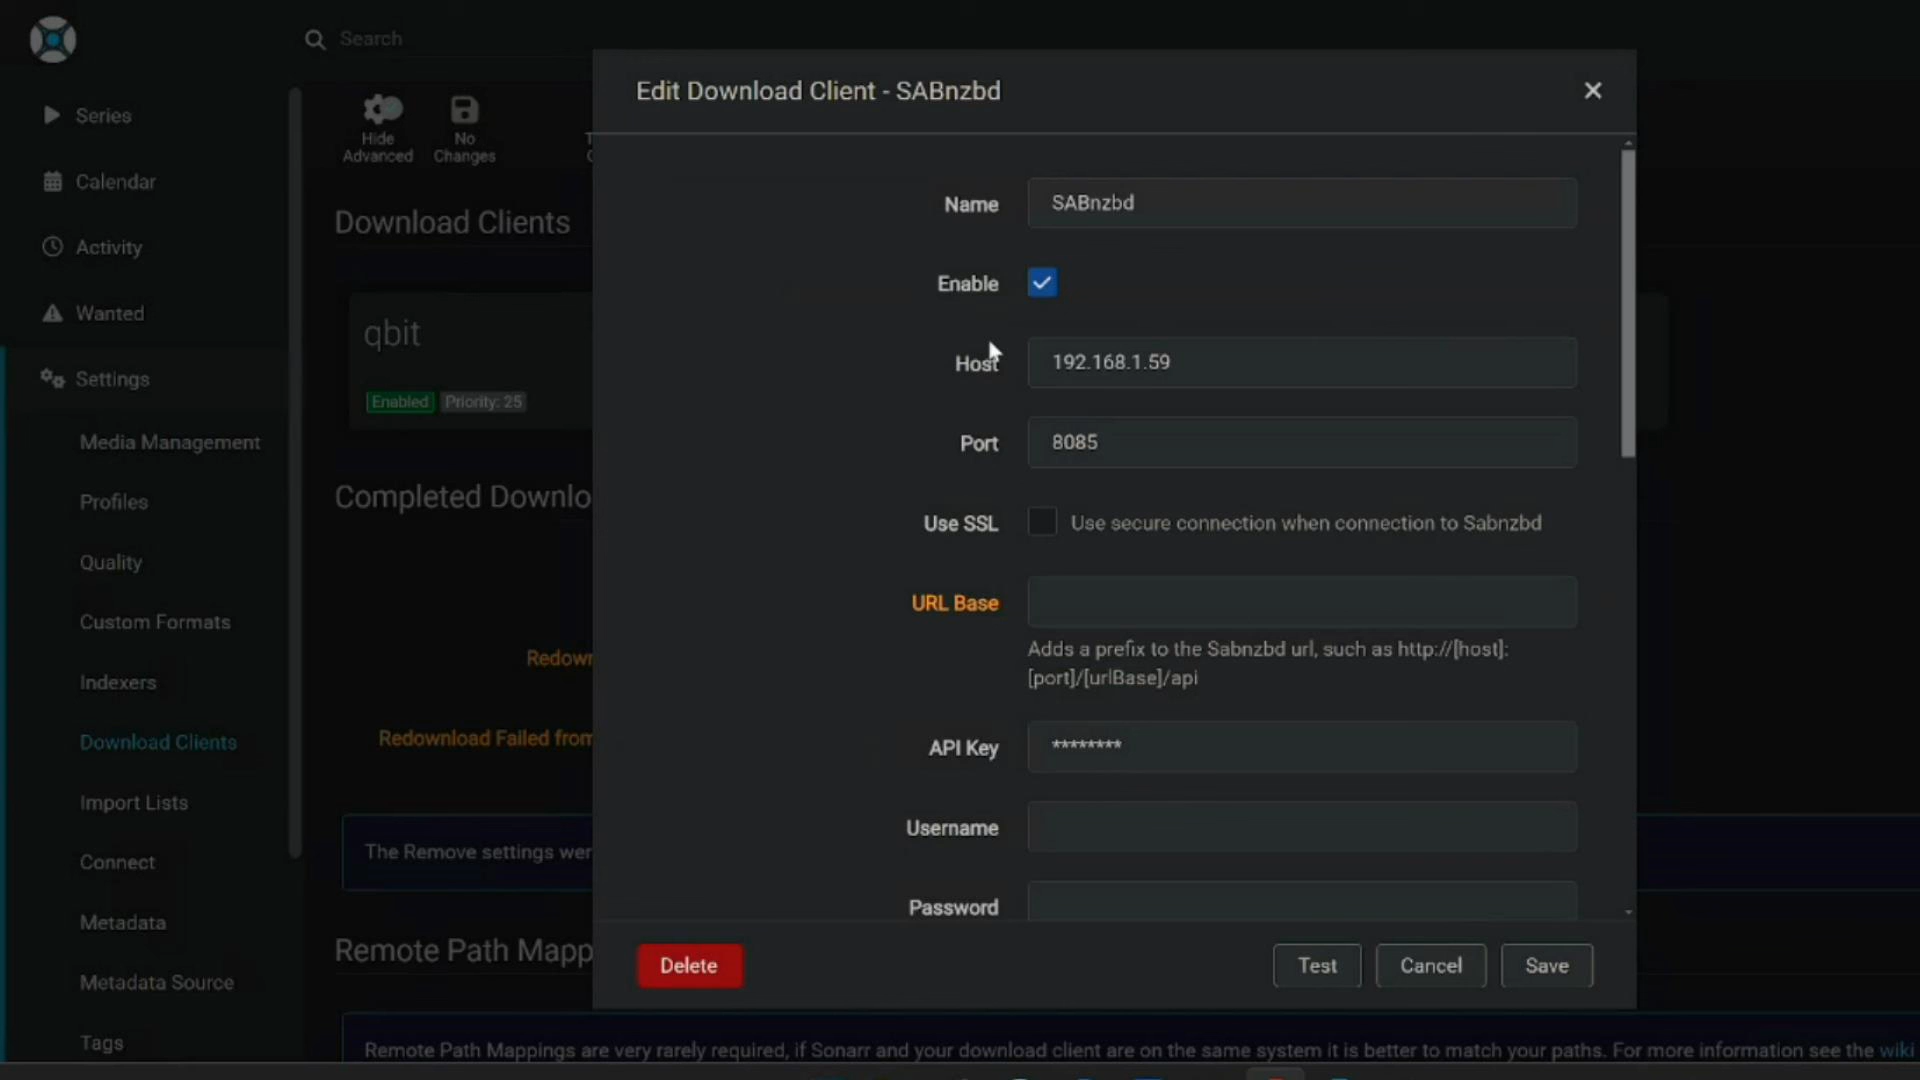 Search
Series
Calendar
Activity
Wanted
Settings
Media Management
Profiles
Quality
Custom Formats
Indexers
Download Clients
Import Lists
Connect
Metadata
Metadata Source
Tags
Hide
Advanced
No
Changes
Download Clients
qbit
Enabled Priority: 25
Completed Downlo
Redown
Redownload Failed from
The Remove settings wer
Remote Path Mapp
Remote Path Mappings are very rarely required, if Sonarr and your download client are on the same system it is better to match your paths. For more information see the wiki
Edit Download Client - SABnzbd
Name SABnzbd
Enable
Host 192.168.1.59
Port 8085
Use SSL Use secure connection when connection to Sabnzbd
URL Base
Adds a prefix to the Sabnzbd url, such as http://[host]:
[port]/[urlBase]/api
API Key ********
Username
Password
Delete Test Cancel Save